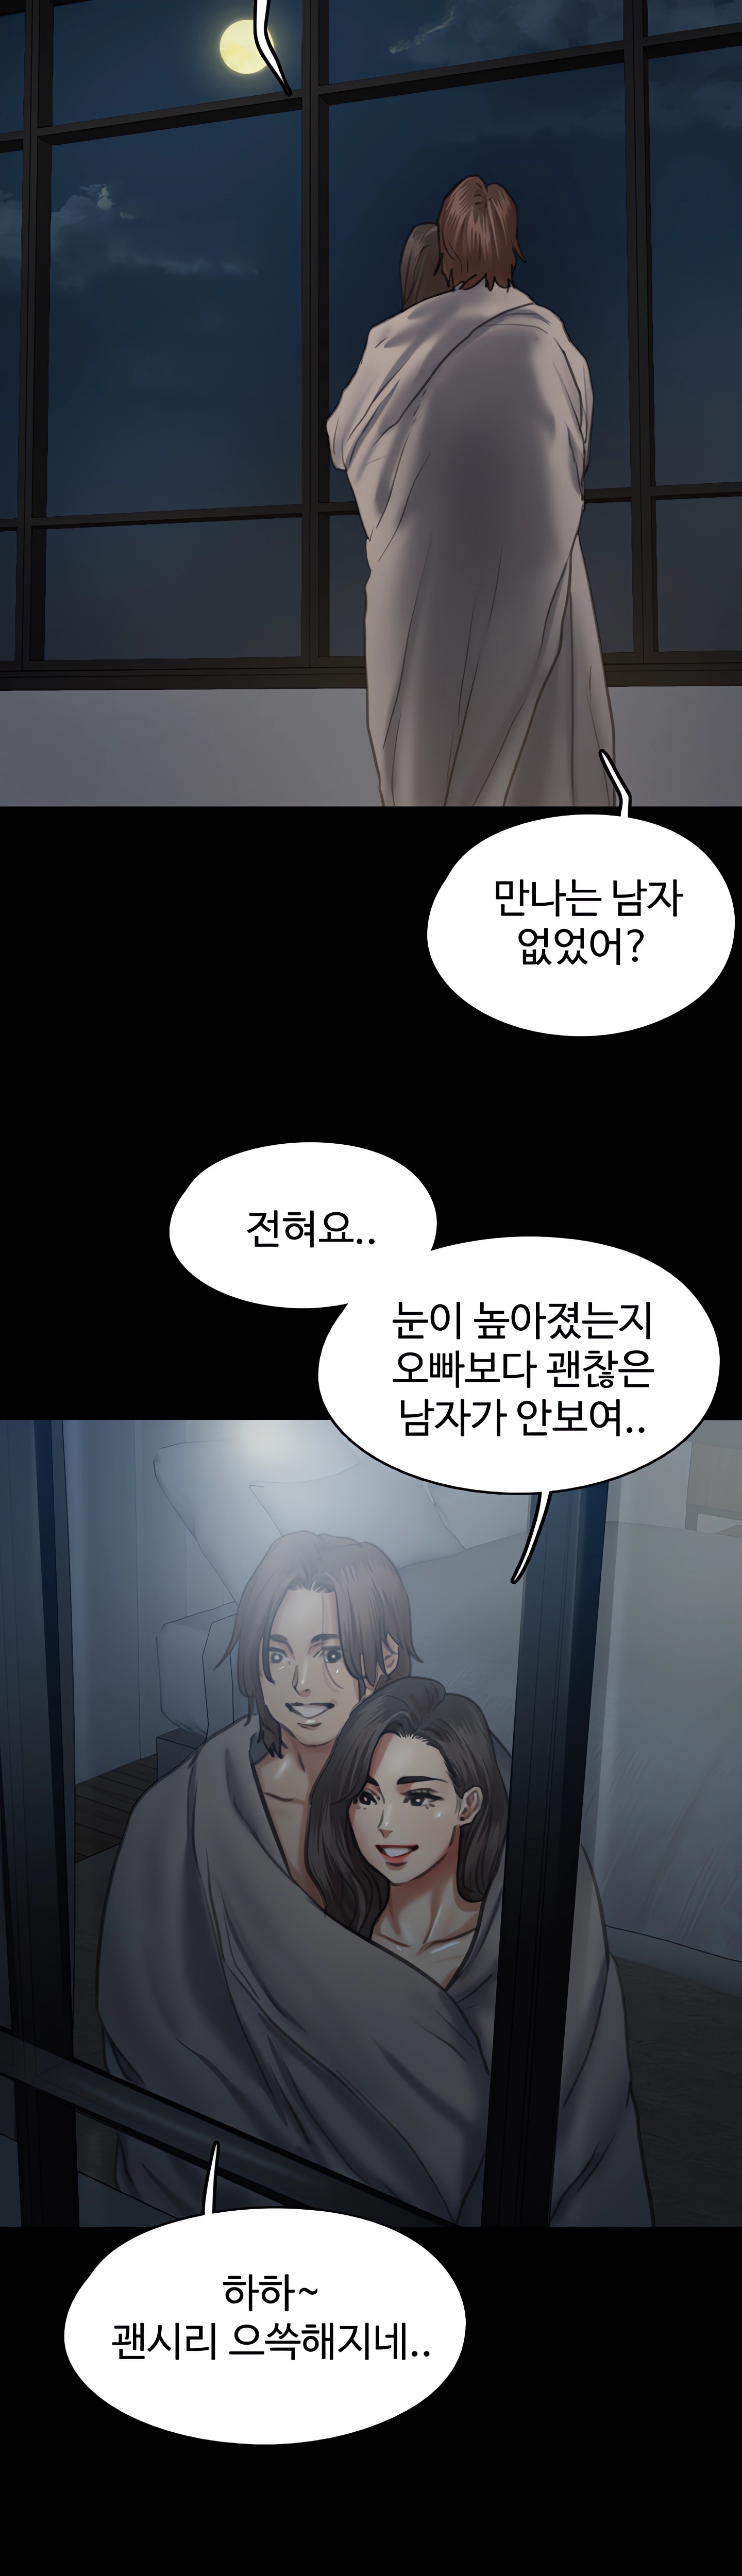 만나는 남자
없었어?
전혀요..
눈이 높아졌는지
오빠보다 괜찮은
남자가 안보여..
하하~
괜시리 으쓱해지네..